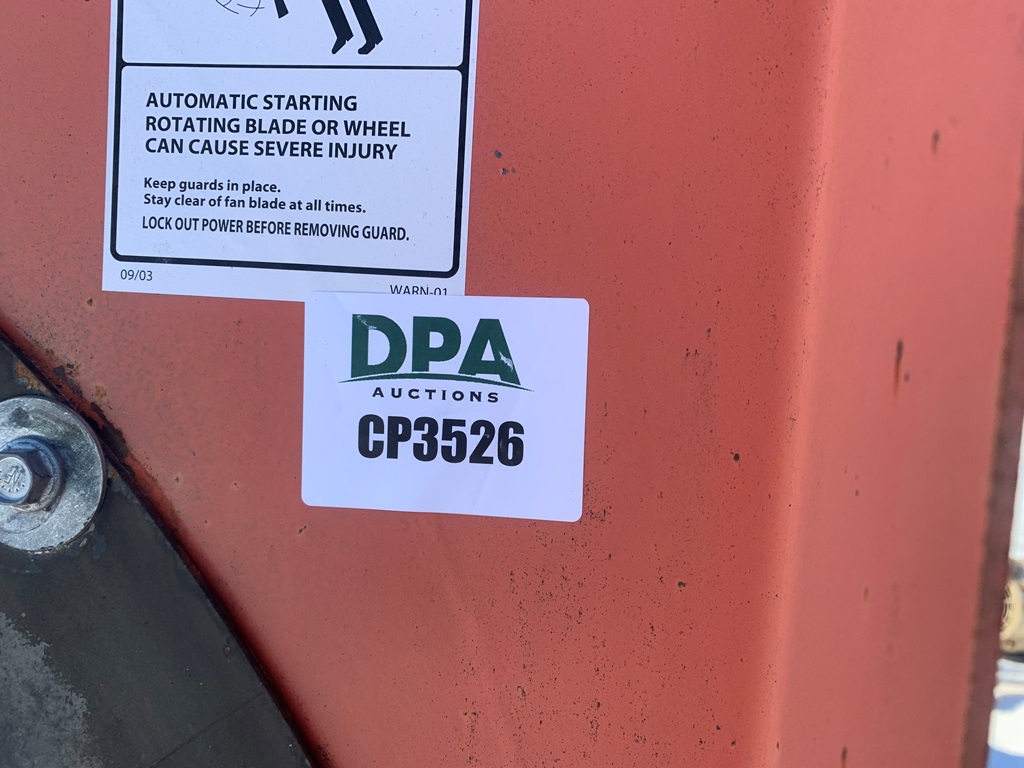 AUTOMATIC STARTING
ROTATING BLADE OR WHEEL
CAN CAUSE SEVERE INJURY
Keep guards in place.
Stay clear of fan blade at all times.
LOCK OUT POWER BEFORE REMOVING GUARD.
09/03
WARN-01
DPA
AUCTIONS
CP3526